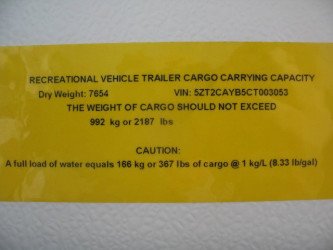 RECREATIONAL VEHICLE TRAILER CARGO CARRYING CAPACITY
Dry Weight: 7654 VIN: 5ZT2CAYB5CT003053
THE WEIGHT OF CARGO SHOULD NOT EXCEED
992 kg or 2187 lbs
CAUTION:
A full load of water equals 166 kg or 367 lbs of cargo @ 1 kg/L (8.33 lb/gal)